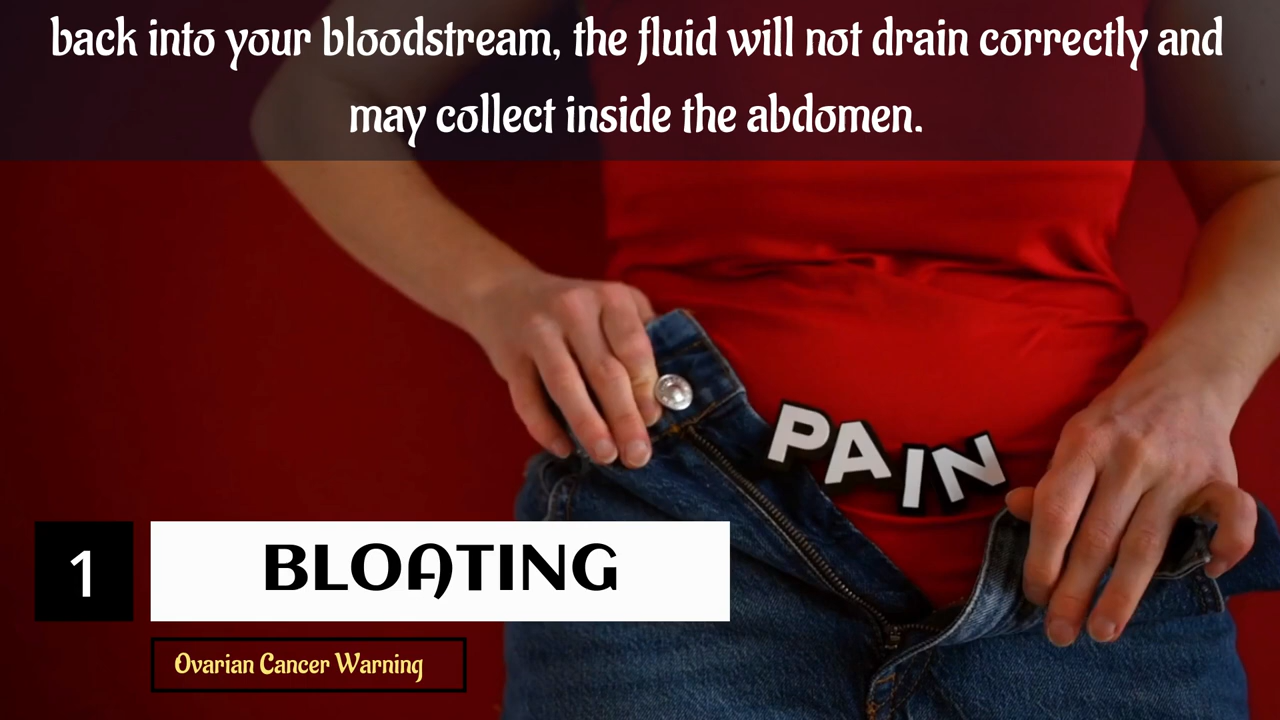 back into your bloodstream, the fluid will not drain correctly and
may collect inside the abdomen.
PAIN
1
BLOATING
Ovarian Cancer Warning